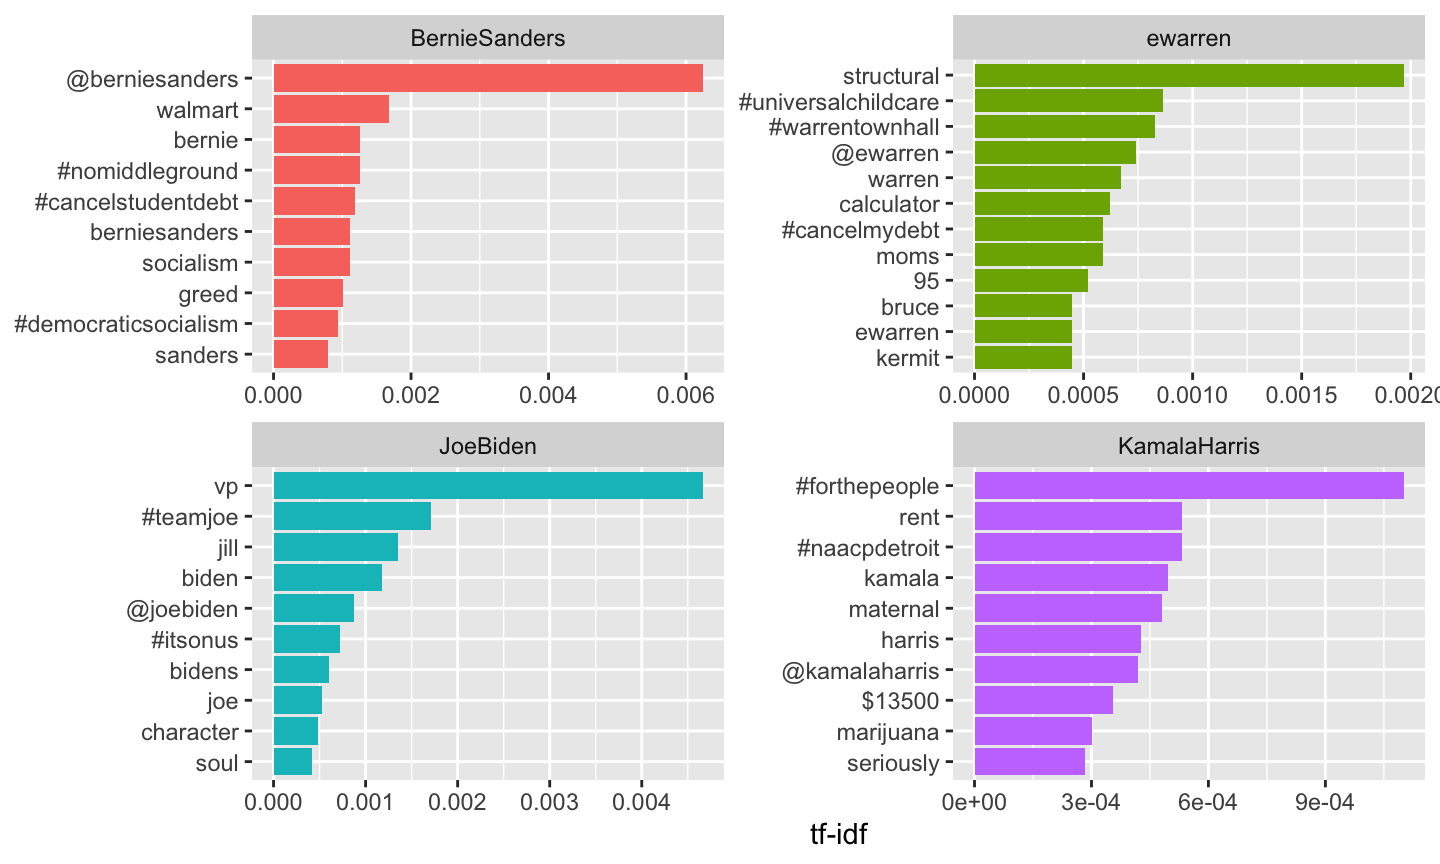 BernieSanders
@berniesanders
walmart
bernie
#nomiddleground
#cancelstudentdebt
berniesanders
socialism
greed
#democraticsocialism
sanders
0.000 0.002 0.004 0.006
ewarren
structural
#universalchildcare
#warrentownhall
@ewarren
warren
calculator
#cancelmydebt
moms
95
bruce
ewarren
kermit
0.0000 0.0005 0.0010 0.0015 0.0020
JoeBiden
vp
#teamjoe
jill
biden
@joebiden
#itsonus
bidens
joe
character
soul
0.000 0.001 0.002 0.003 0.004
KamalaHarris
#forthepeople
rent
#naacpdetroit
kamala
maternal
harris
@kamalaharris
$13500
marijuana
seriously
0e+00 3e-04 6e-04 9e-04
tf-idf